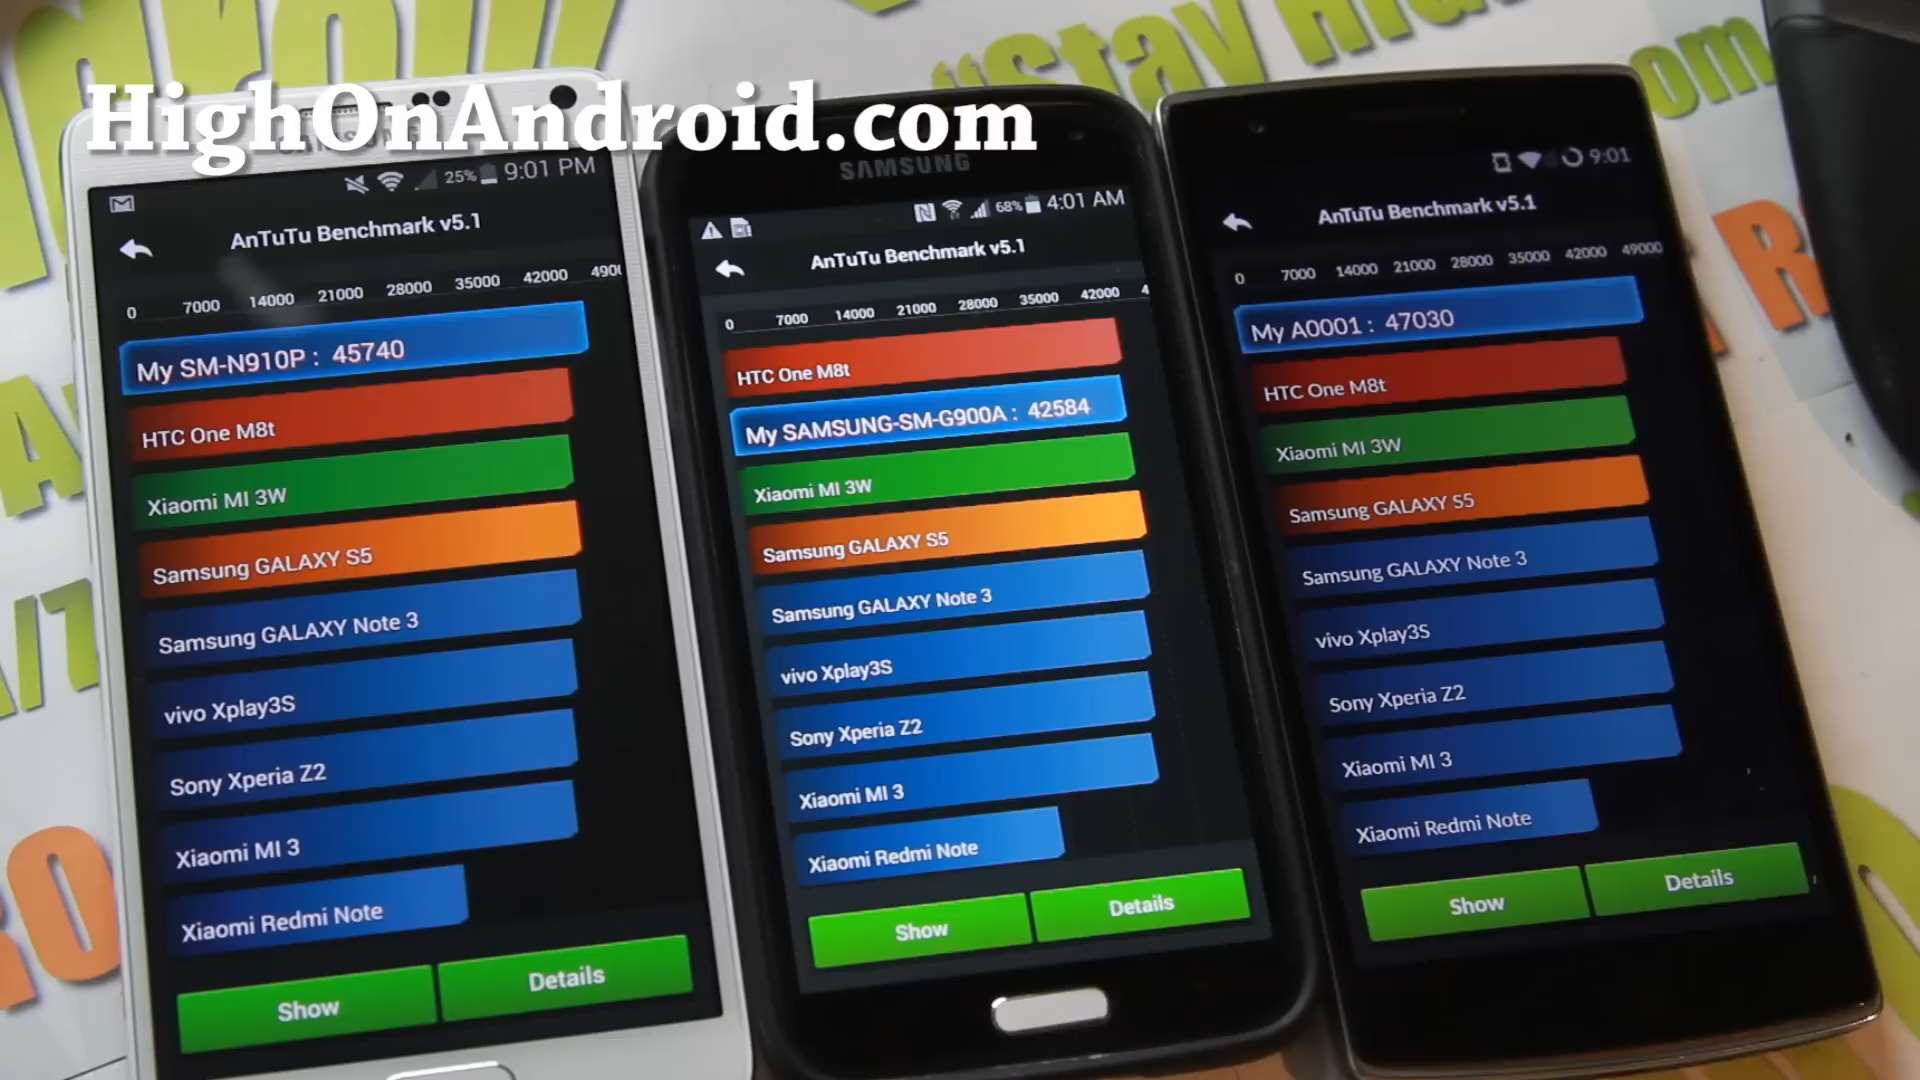 "Stay High
om
HighOnAndroid.com
SAMSUNG
25% 9:01 PM
AnTuTu Benchmark v5.1
0 7000 14000 21000 28000 35000 42000 490
My SM-N910P : 45740
HTC One M8t
Xiaomi MI 3W
Samsung GALAXY S5
Samsung GALAXY Note 3
vivo Xplay3S
Sony Xperia Z2
Xiaomi MI 3
Xiaomi Redmi Note
Show
Details
SAMSUNG
68% 4:01 AM
AnTuTu Benchmark v5.1
0 7000 14000 21000 28000 35000 42000 4
HTC One M8t
My SAMSUNG-SM-G900A : 42584
Xiaomi MI 3W
Samsung GALAXY S5
Samsung GALAXY Note 3
vivo Xplay3S
Sony Xperia Z2
Xiaomi MI 3
Xiaomi Redmi Note
Show
Details
9:01
AnTuTu Benchmark v5.1
0 7000 14000 21000 28000 35000 42000 49000
My A0001 : 47030
HTC One M8t
Xiaomi MI 3W
Samsung GALAXY S5
Samsung GALAXY Note 3
vivo Xplay3S
Sony Xperia Z2
Xiaomi MI 3
Xiaomi Redmi Note
Show
Details